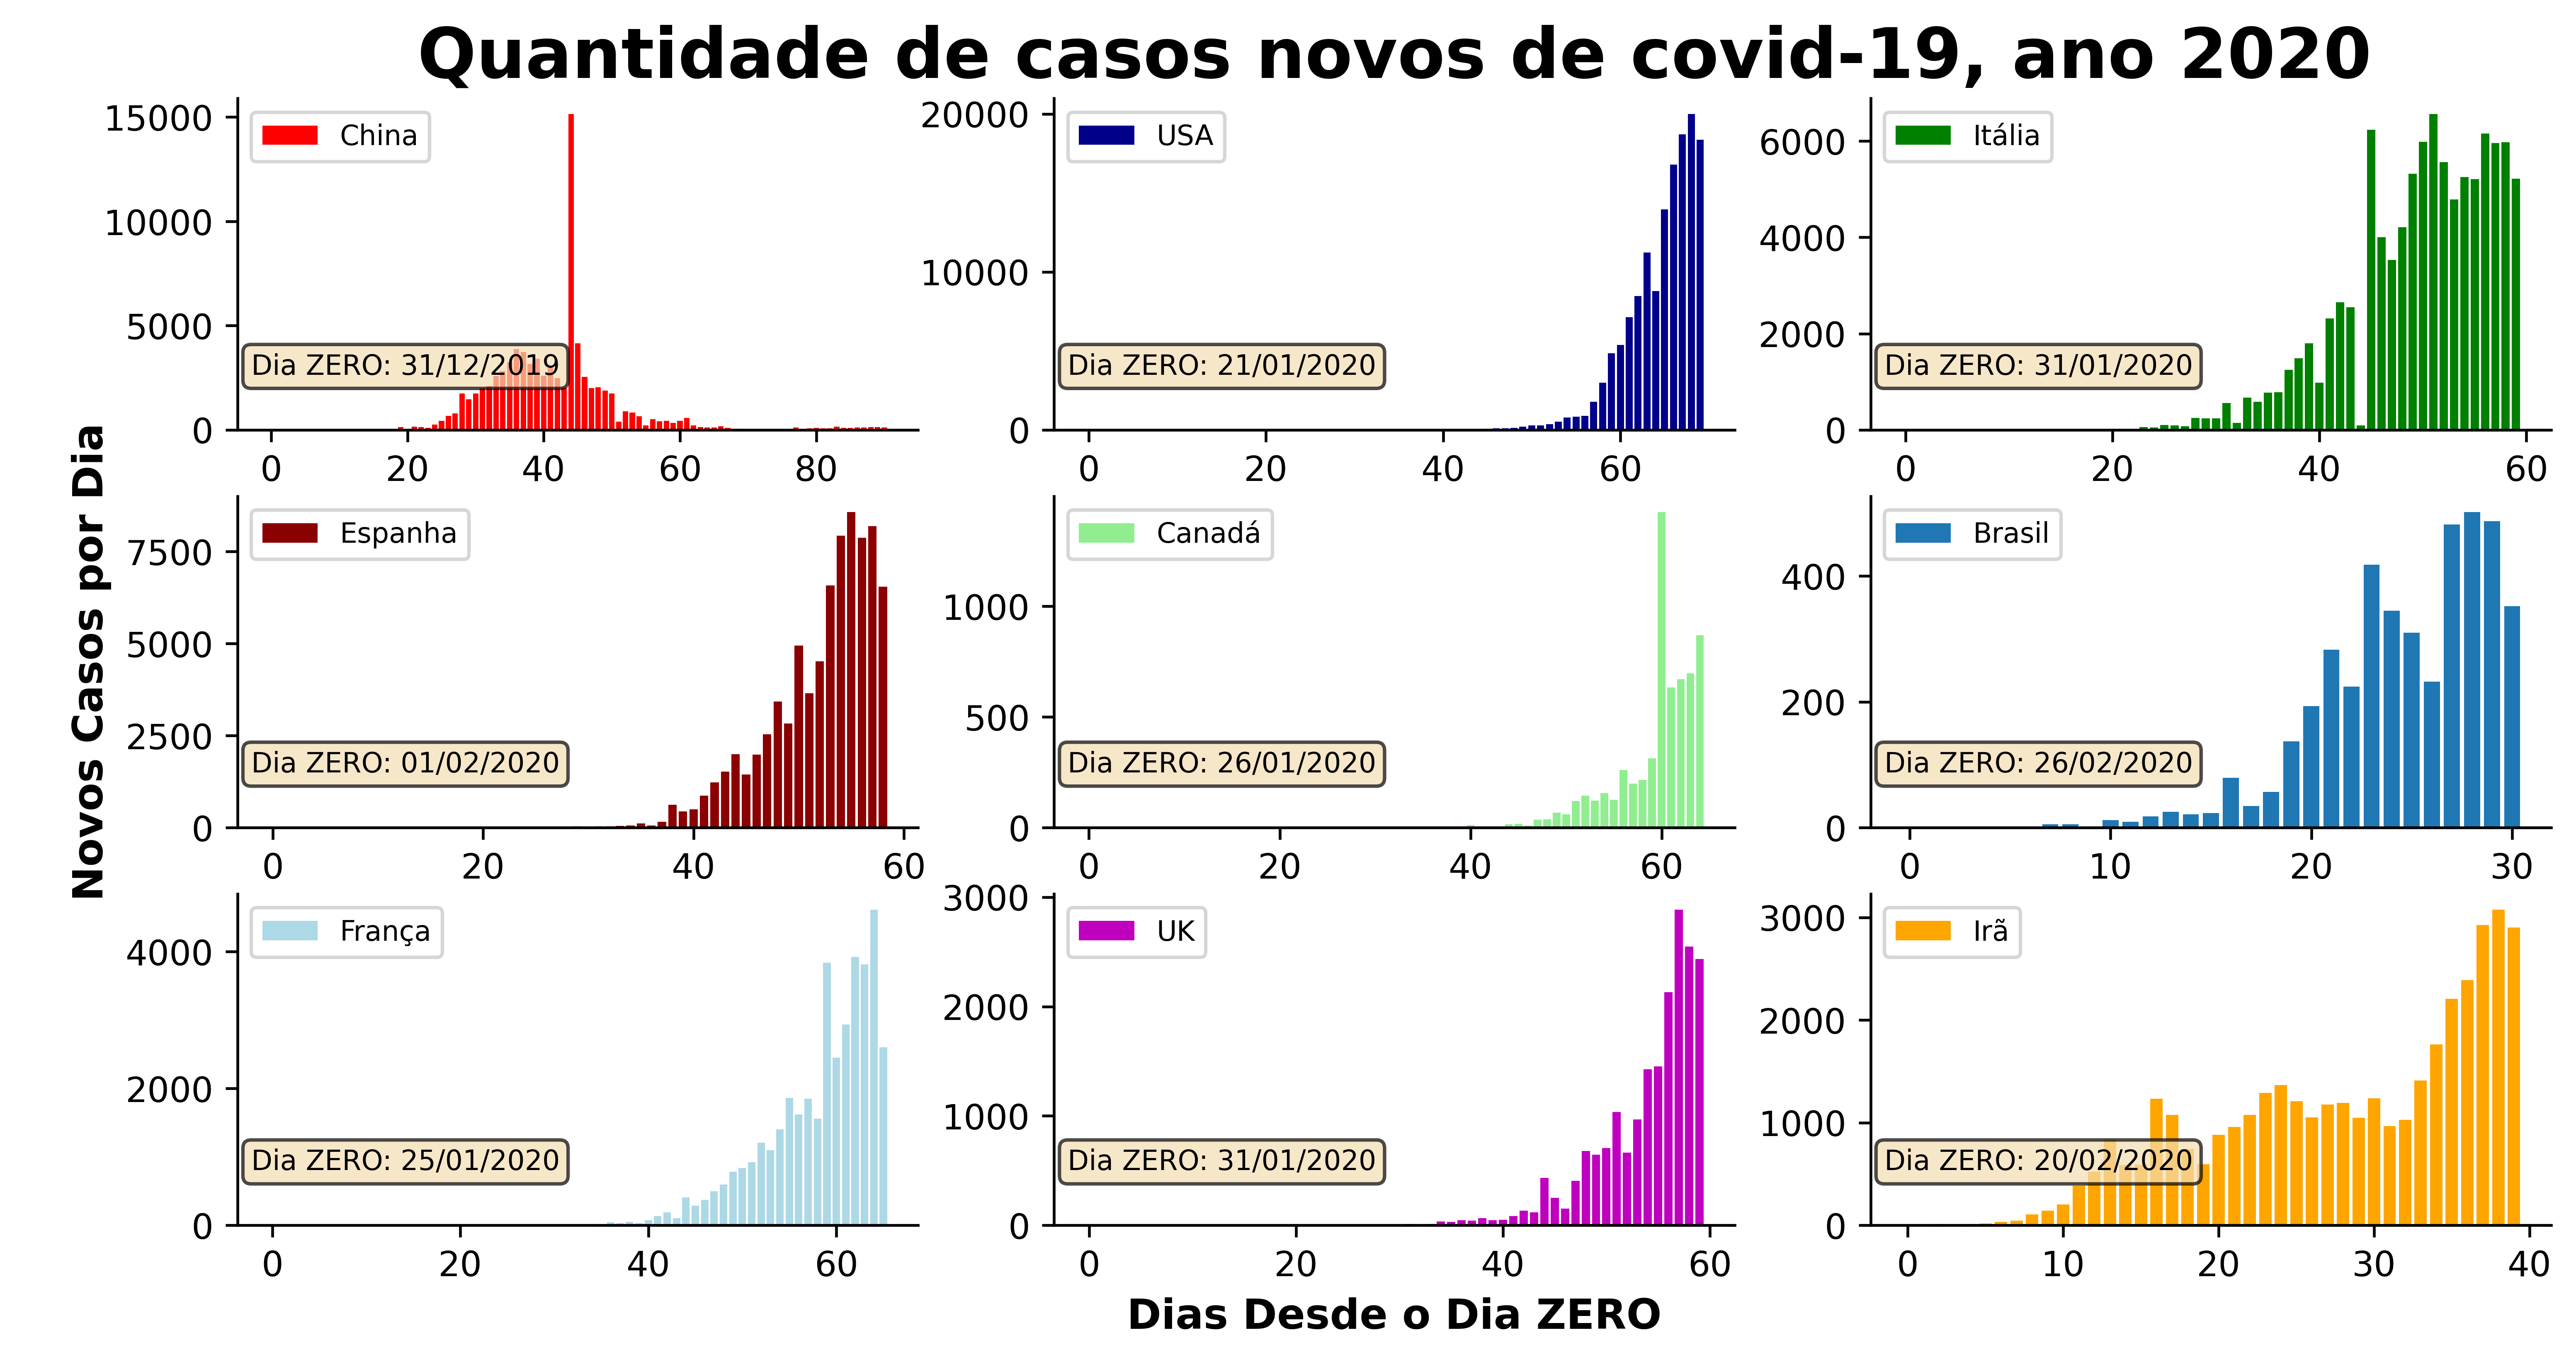 Quantidade de casos novos de covid-19, ano 2020
Novos Casos por Dia
China
15000
10000
5000
0
Dia ZERO: 31/12/2019
0 20 40 60 80
USA
20000
10000
0
Dia ZERO: 21/01/2020
0 20 40 60
Itália
6000
4000
2000
0
Dia ZERO: 31/01/2020
0 20 40 60
Espanha
7500
5000
2500
0
Dia ZERO: 01/02/2020
0 20 40 60
Canadá
1000
500
0
Dia ZERO: 26/01/2020
0 20 40 60
Brasil
400
200
0
Dia ZERO: 26/02/2020
0 10 20 30
França
4000
2000
0
Dia ZERO: 25/01/2020
0 20 40 60
UK
3000
2000
1000
0
Dia ZERO: 31/01/2020
0 20 40 60
Irã
3000
2000
1000
0
Dia ZERO: 20/02/2020
0 10 20 30 40
Dias Desde o Dia ZERO